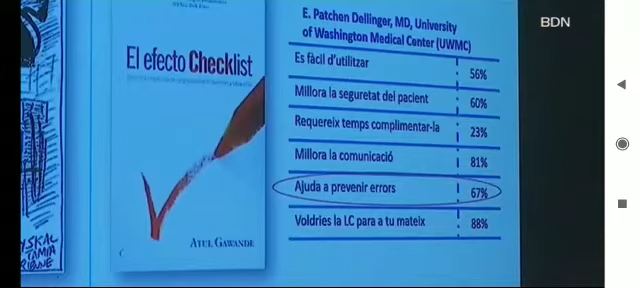 BDN
E. Patchen Dellinger, MD, University
of Washington Medical Center (UWMC)
El efecto Checklist
Es fàcil d'utilitzar 56%
Millora la seguretat del pacient 60%
Requereix temps complimentar-la 23%
Millora la comunicació 81%
Ajuda a prevenir errors 67%
Voldries la LC para a tu mateix 88%
ATUL GAWANDE